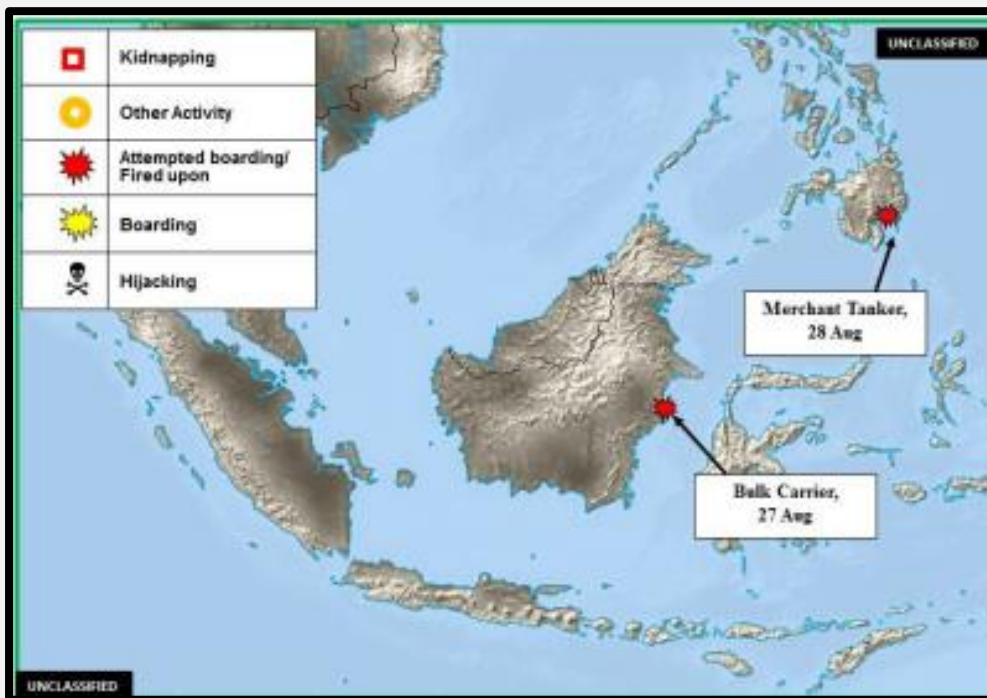 UNCLASSIFIED
Kidnapping
Other Activity
Attempted boarding/
Fired upon
Boarding
Hijacking
Merchant Tanker,
28 Aug
Bulk Carrier,
27 Aug
UNCLASSIFIED